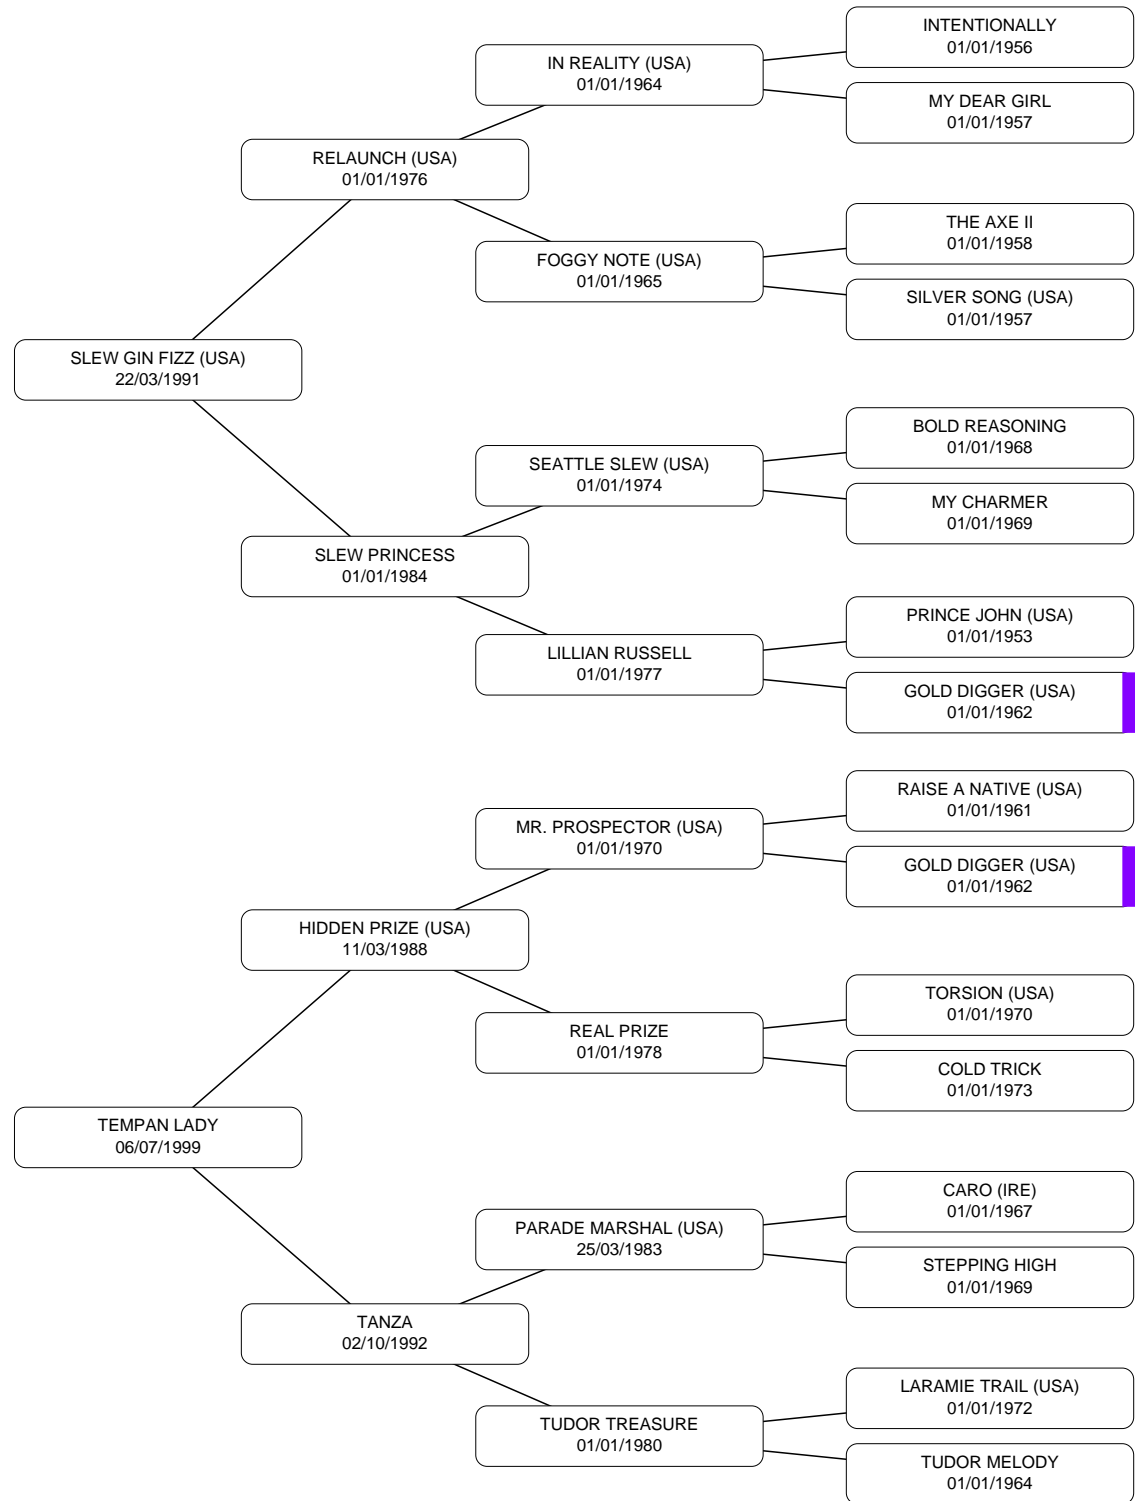 INTENTIONALLY
01/01/1956
IN REALITY (USA)
01/01/1964
MY DEAR GIRL
01/01/1957
RELAUNCH (USA)
01/01/1976
THE AXE II
01/01/1958
FOGGY NOTE (USA)
01/01/1965
SILVER SONG (USA)
01/01/1957
SLEW GIN FIZZ (USA)
22/03/1991
BOLD REASONING
01/01/1968
SEATTLE SLEW (USA)
01/01/1974
MY CHARMER
01/01/1969
SLEW PRINCESS
01/01/1984
PRINCE JOHN (USA)
01/01/1953
LILLIAN RUSSELL
01/01/1977
GOLD DIGGER (USA)
01/01/1962
RAISE A NATIVE (USA)
01/01/1961
MR. PROSPECTOR (USA)
01/01/1970
GOLD DIGGER (USA)
01/01/1962
HIDDEN PRIZE (USA)
11/03/1988
TORSION (USA)
01/01/1970
REAL PRIZE
01/01/1978
COLD TRICK
01/01/1973
TEMPAN LADY
06/07/1999
CARO (IRE)
01/01/1967
PARADE MARSHAL (USA)
25/03/1983
STEPPING HIGH
01/01/1969
TANZA
02/10/1992
LARAMIE TRAIL (USA)
01/01/1972
TUDOR TREASURE
01/01/1980
TUDOR MELODY
01/01/1964